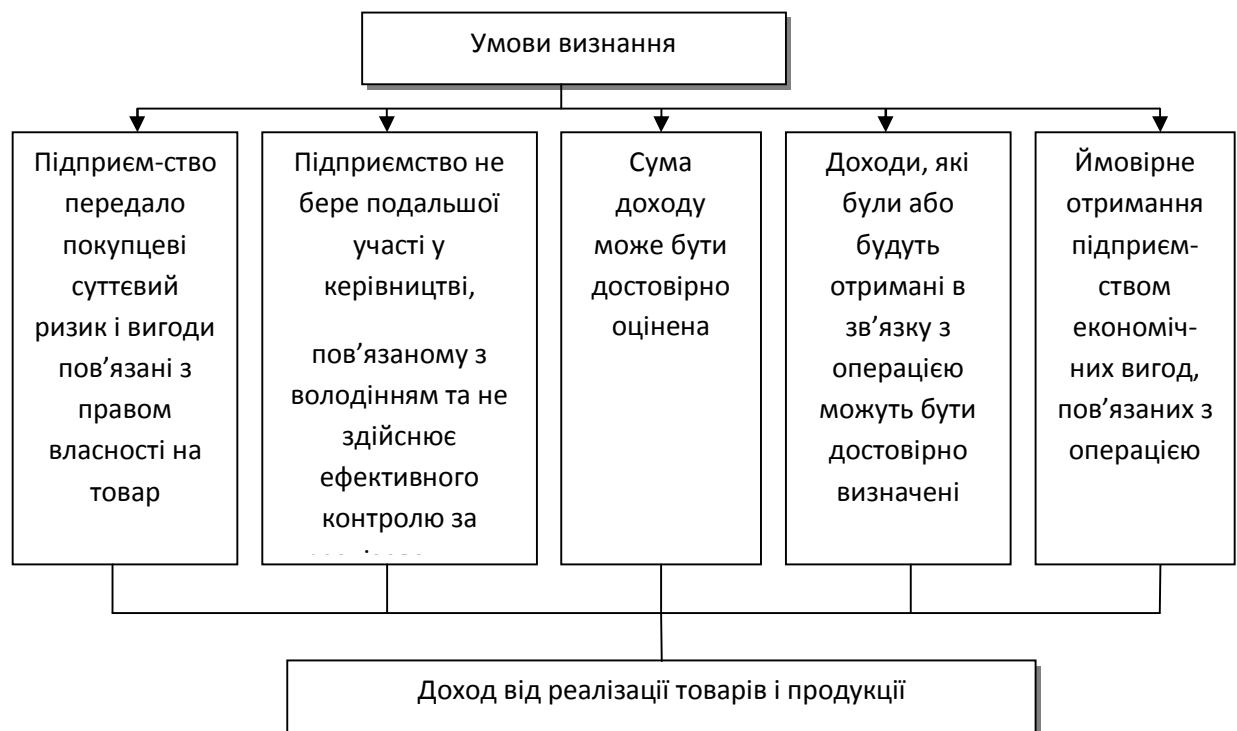 Умови визнання
Підприєм-ство
передало
покупцеві
суттєвий
ризик і вигоди
пов’язані з
правом
власності на
товар
Підприємство не
бере подальшої
участі у
керівництві,
пов’язаному з
володінням та не
здійснює
ефективного
контролю за
Сума
доходу
може бути
достовірно
оцінена
Доходи, які
були або
будуть
отримані в
зв’язку з
операцією
можуть бути
достовірно
визначені
Ймовірне
отримання
підприєм-
ством
економіч-
них вигод,
пов’язаних з
операцією
Доход від реалізації товарів і продукції